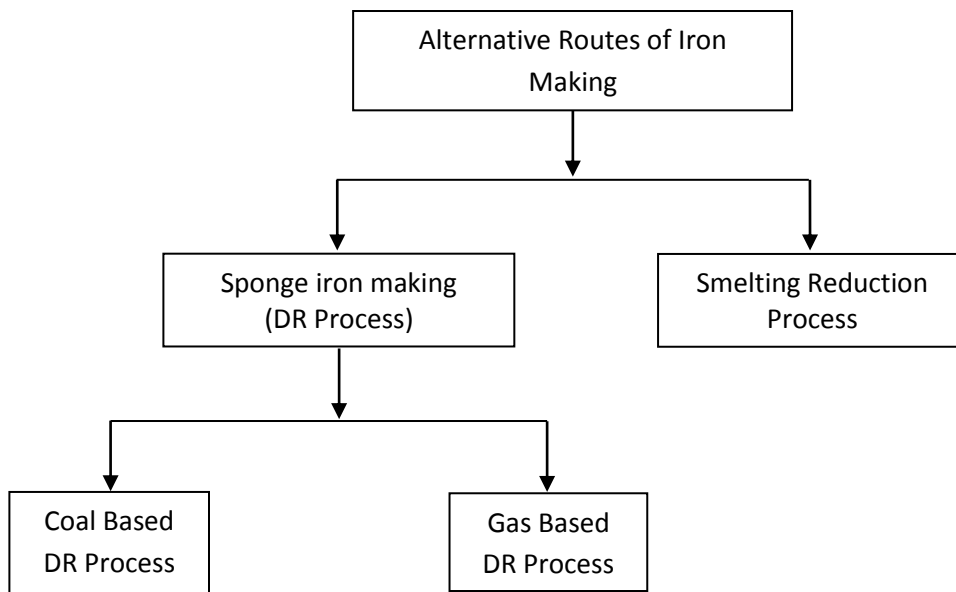 Alternative Routes of Iron
Making
Sponge iron making
(DR Process)
Smelting Reduction
Process
Coal Based
DR Process
Gas Based
DR Process